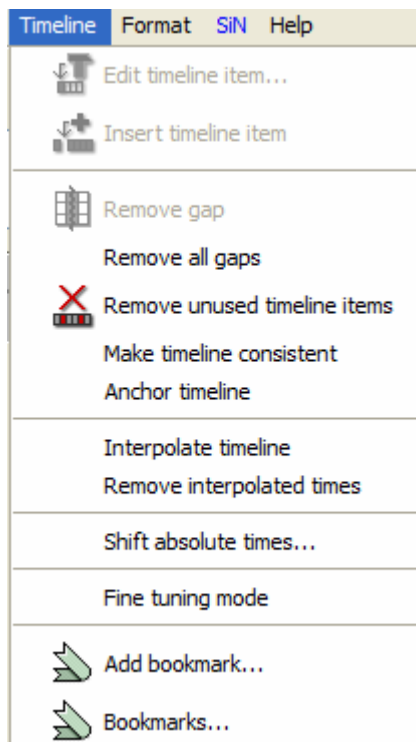 Timeline Format SiN Help
Edit timeline item...
Insert timeline item
Remove gap
Remove all gaps
Remove unused timeline items
Make timeline consistent
Anchor timeline
Interpolate timeline
Remove interpolated times
Shift absolute times...
Fine tuning mode
Add bookmark...
Bookmarks...